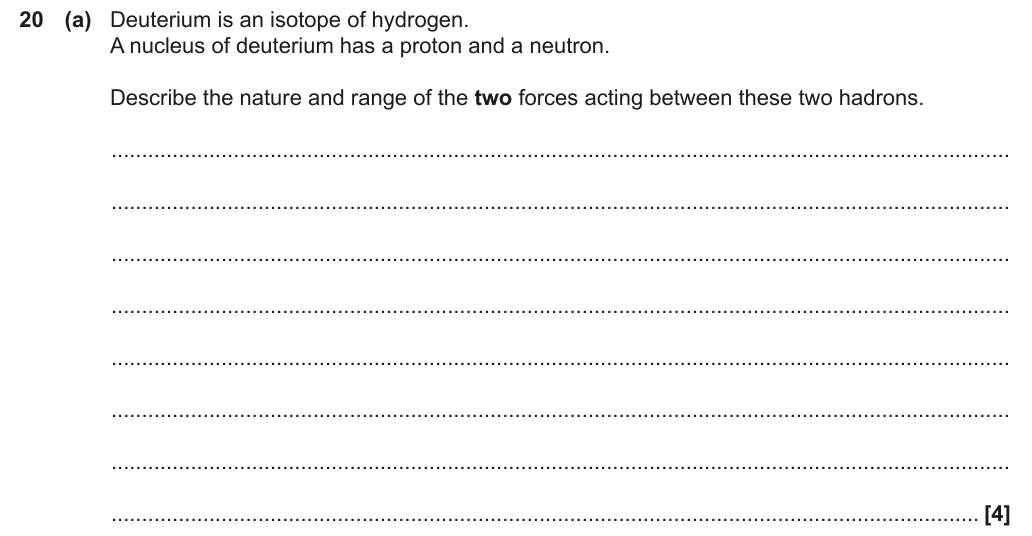 20 (a) Deuterium is an isotope of hydrogen.
A nucleus of deuterium has a proton and a neutron.
Describe the nature and range of the two forces acting between these two hadrons.
................................................................................
................................................................................
................................................................................
................................................................................
................................................................................
................................................................................
................................................................................
................................................................................ [4]